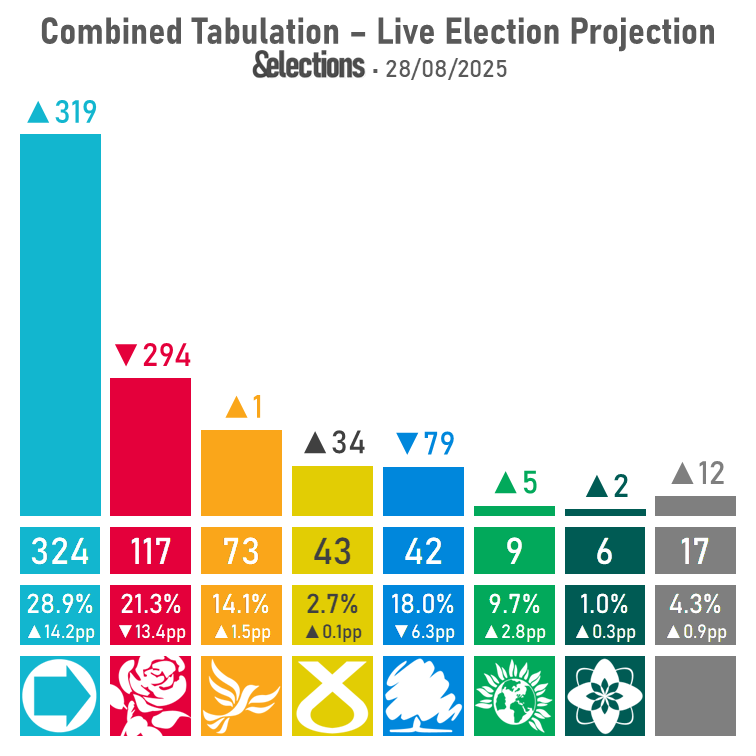 Combined Tabulation – Live Election Projection
&elections · 28/08/2025
▲319
▼294
▲1
▲34
▼79
▲5
▲2
▲12
324 117 73 43 42 9 6 17
28.9% 21.3% 14.1% 2.7% 18.0% 9.7% 1.0% 4.3%
▲14.2pp ▼13.4pp ▲1.5pp ▲0.1pp ▼6.3pp ▲2.8pp ▲0.3pp ▲0.9pp